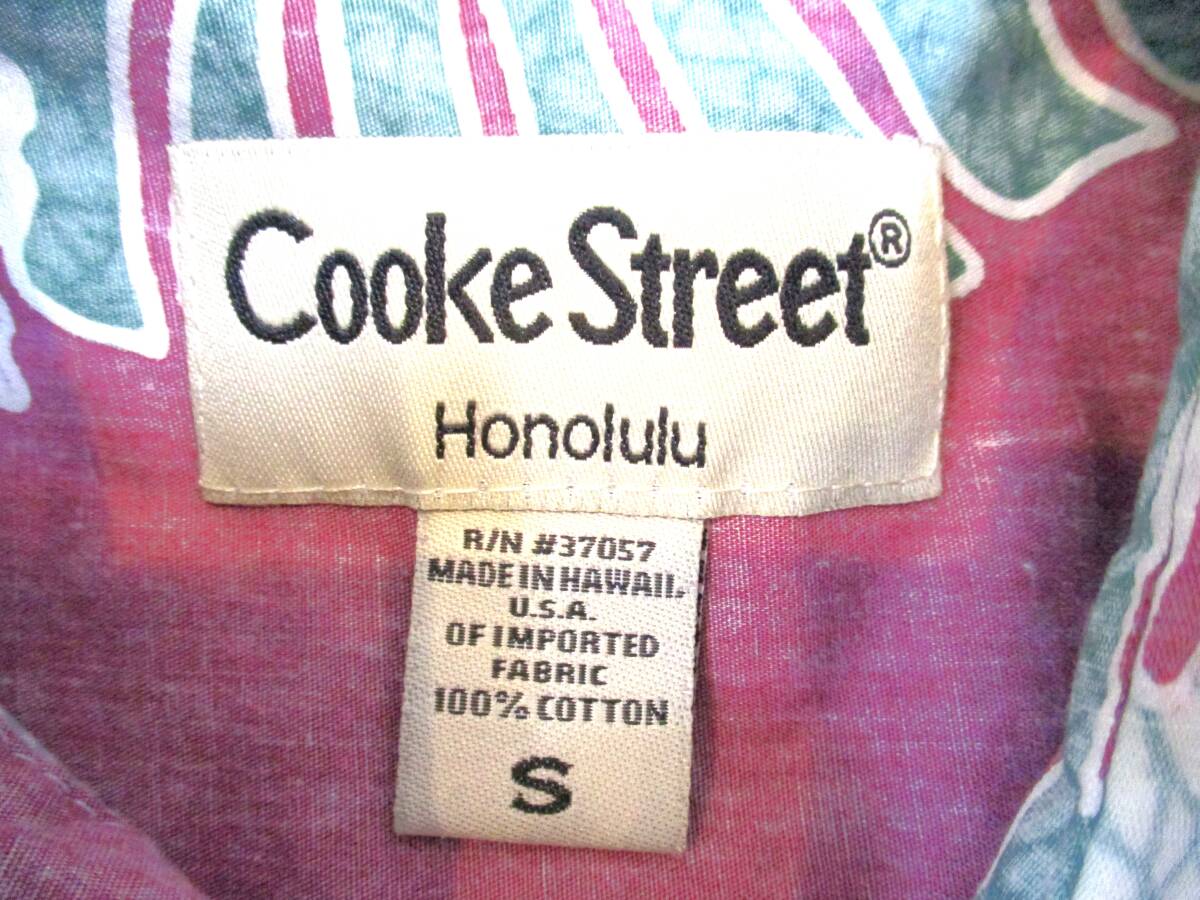 Cooke Street®
Honolulu
R/N #37057
MADE IN HAWAII.
U.S.A.
OF IMPORTED
FABRIC
100% COTTON
S